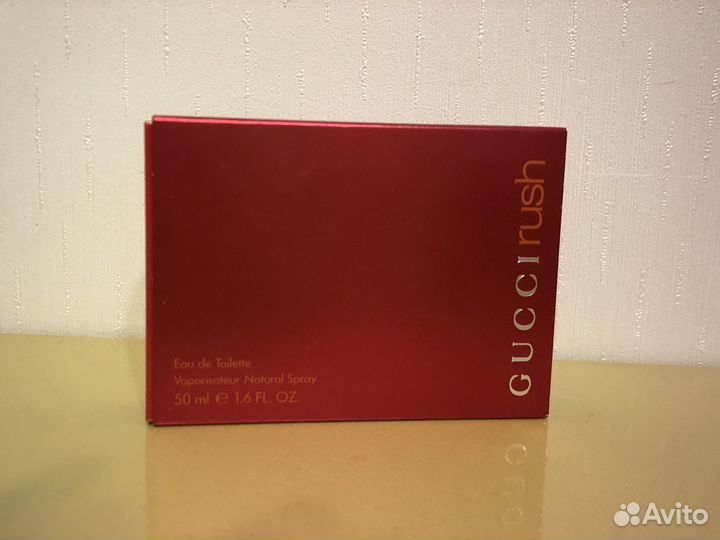 GUCCI rush
Eau de Toilette
Vaporisateur Natural Spray
50 ml ℮ 1.6 FL. OZ.
Avito